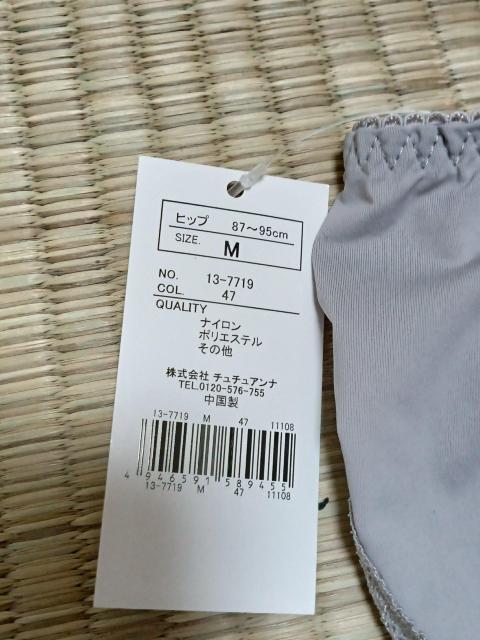 ヒップ 87～95cm
SIZE. M
NO. 13-7719
COL. 47
QUALITY
ナイロン
ポリエステル
その他
株式会社 チュチュアンナ
TEL.0120-576-755
中国製
13-7719 M 47 11108
4 946591 589455
13-7719 M 47 11108